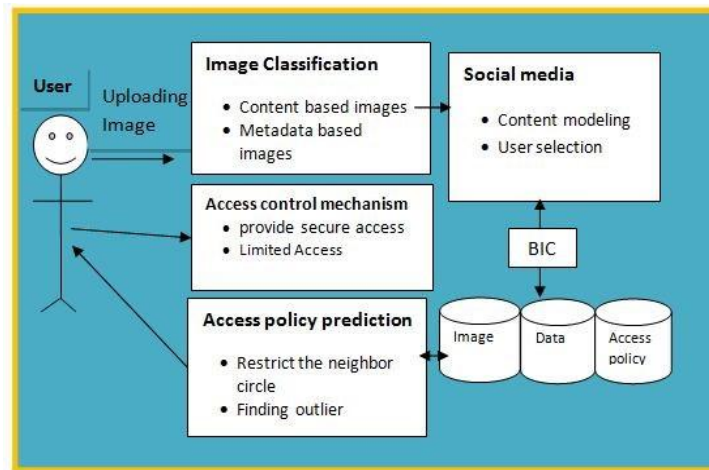 User
Uploading
Image
Image Classification
• Content based images
• Metadata based
images
Social media
• Content modeling
• User selection
Access control mechanism
• provide secure access
• Limited Access
BIC
Access policy prediction
• Restrict the neighbor
circle
• Finding outlier
Image
Data
Access
policy